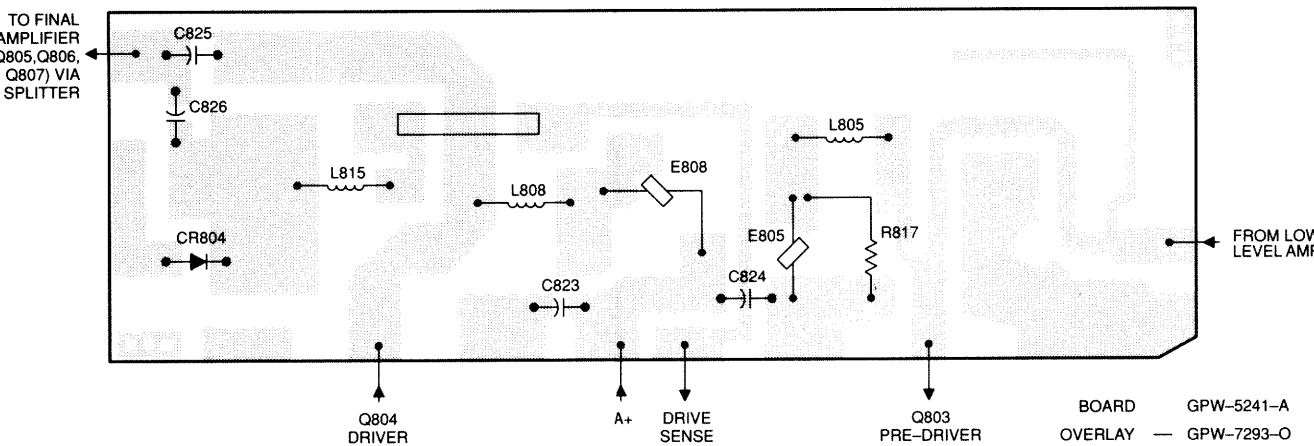 TO FINAL
AMPLIFIER
Q805,Q806,
Q807) VIA
SPLITTER
C825
C826
L805
L815
E808
L808
CR804
E805
R817
FROM LOW
LEVEL AMP
C824
C823
Q804
DRIVER
A+
DRIVE
SENSE
Q803
PRE–DRIVER
BOARD GPW–5241–A
OVERLAY — GPW–7293–O